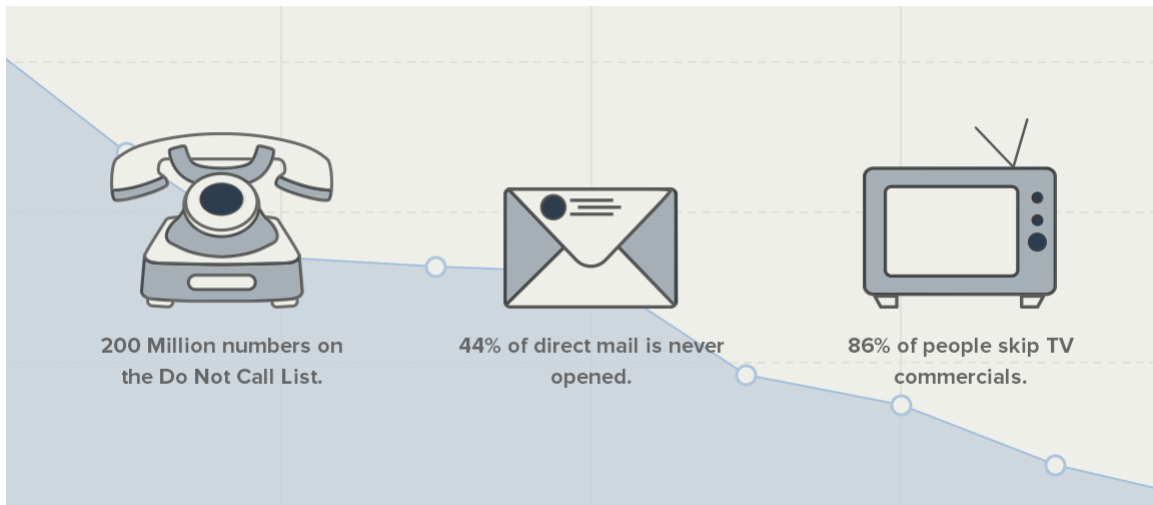 200 Million numbers on
the Do Not Call List.
44% of direct mail is never
opened.
86% of people skip TV
commercials.